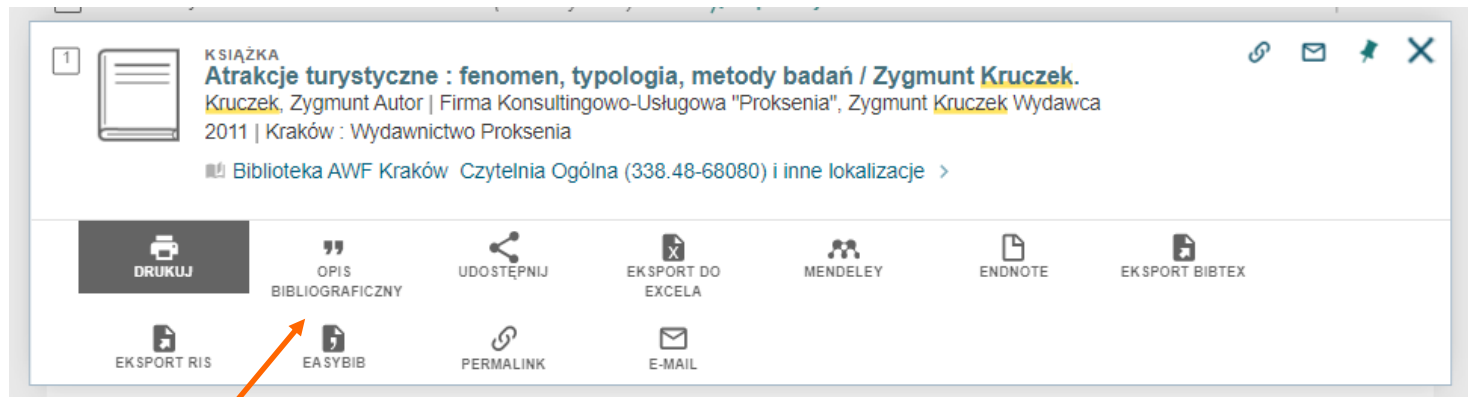 1
KSIĄŻKA
Atrakcje turystyczne : fenomen, typologia, metody badań / Zygmunt Kruczek.
Kruczek, Zygmunt Autor | Firma Konsultingowo-Usługowa "Proksenia", Zygmunt Kruczek Wydawca
2011 | Kraków : Wydawnictwo Proksenia
Biblioteka AWF Kraków Czytelnia Ogólna (338.48-68080) i inne lokalizacje >
DRUKUJ
OPIS
BIBLIOGRAFICZNY
UDOSTĘPNIJ
EKSPORT DO
EXCELA
MENDELEY
ENDNOTE
EKSPORT BIBTEX
EKSPORT RIS
EASYBIB
PERMALINK
E-MAIL